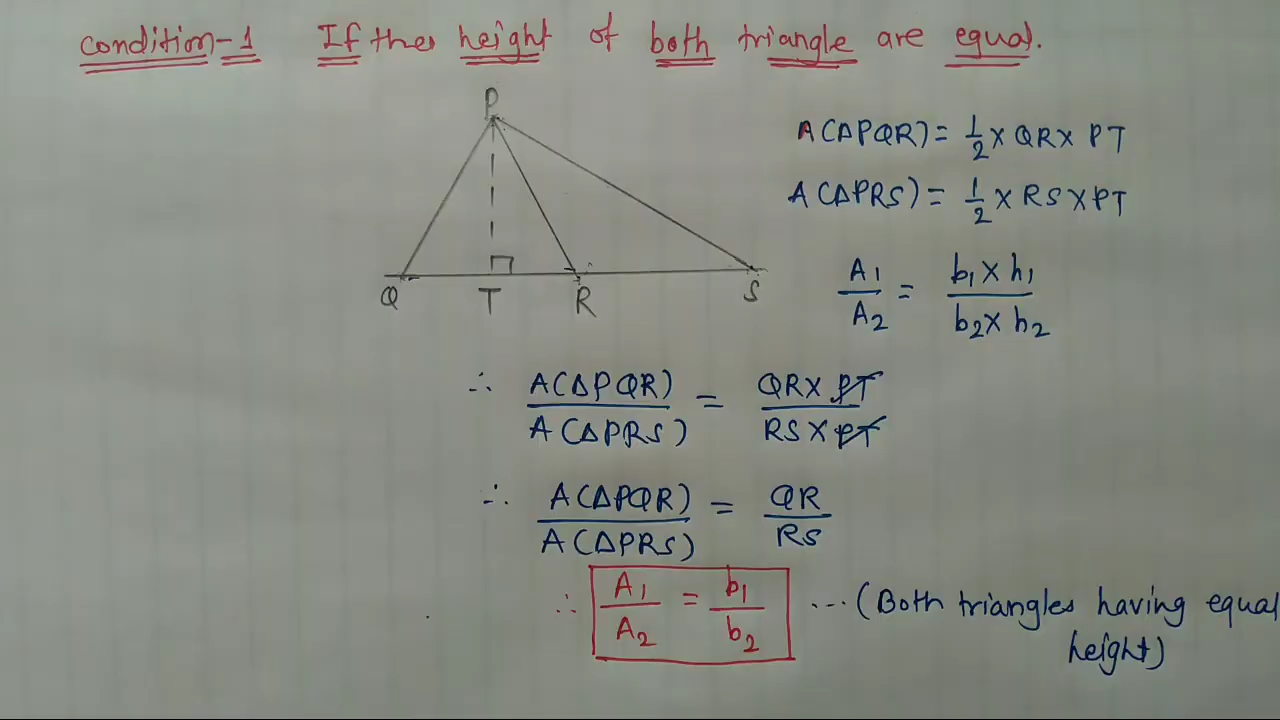 condition-1 If the height of both triangle are equal.
P
Q T R S
A(ΔPQR) = 1/2 × QR × PT
A(ΔPRS) = 1/2 × RS × PT
A1/A2 = b1 × h1 / b2 × h2
∴ A(ΔPQR)/A(ΔPRS) = QR × PT / RS × PT
∴ A(ΔPQR)/A(ΔPRS) = QR/RS
∴ A1/A2 = b1/b2 ... (Both triangles having equal
height)